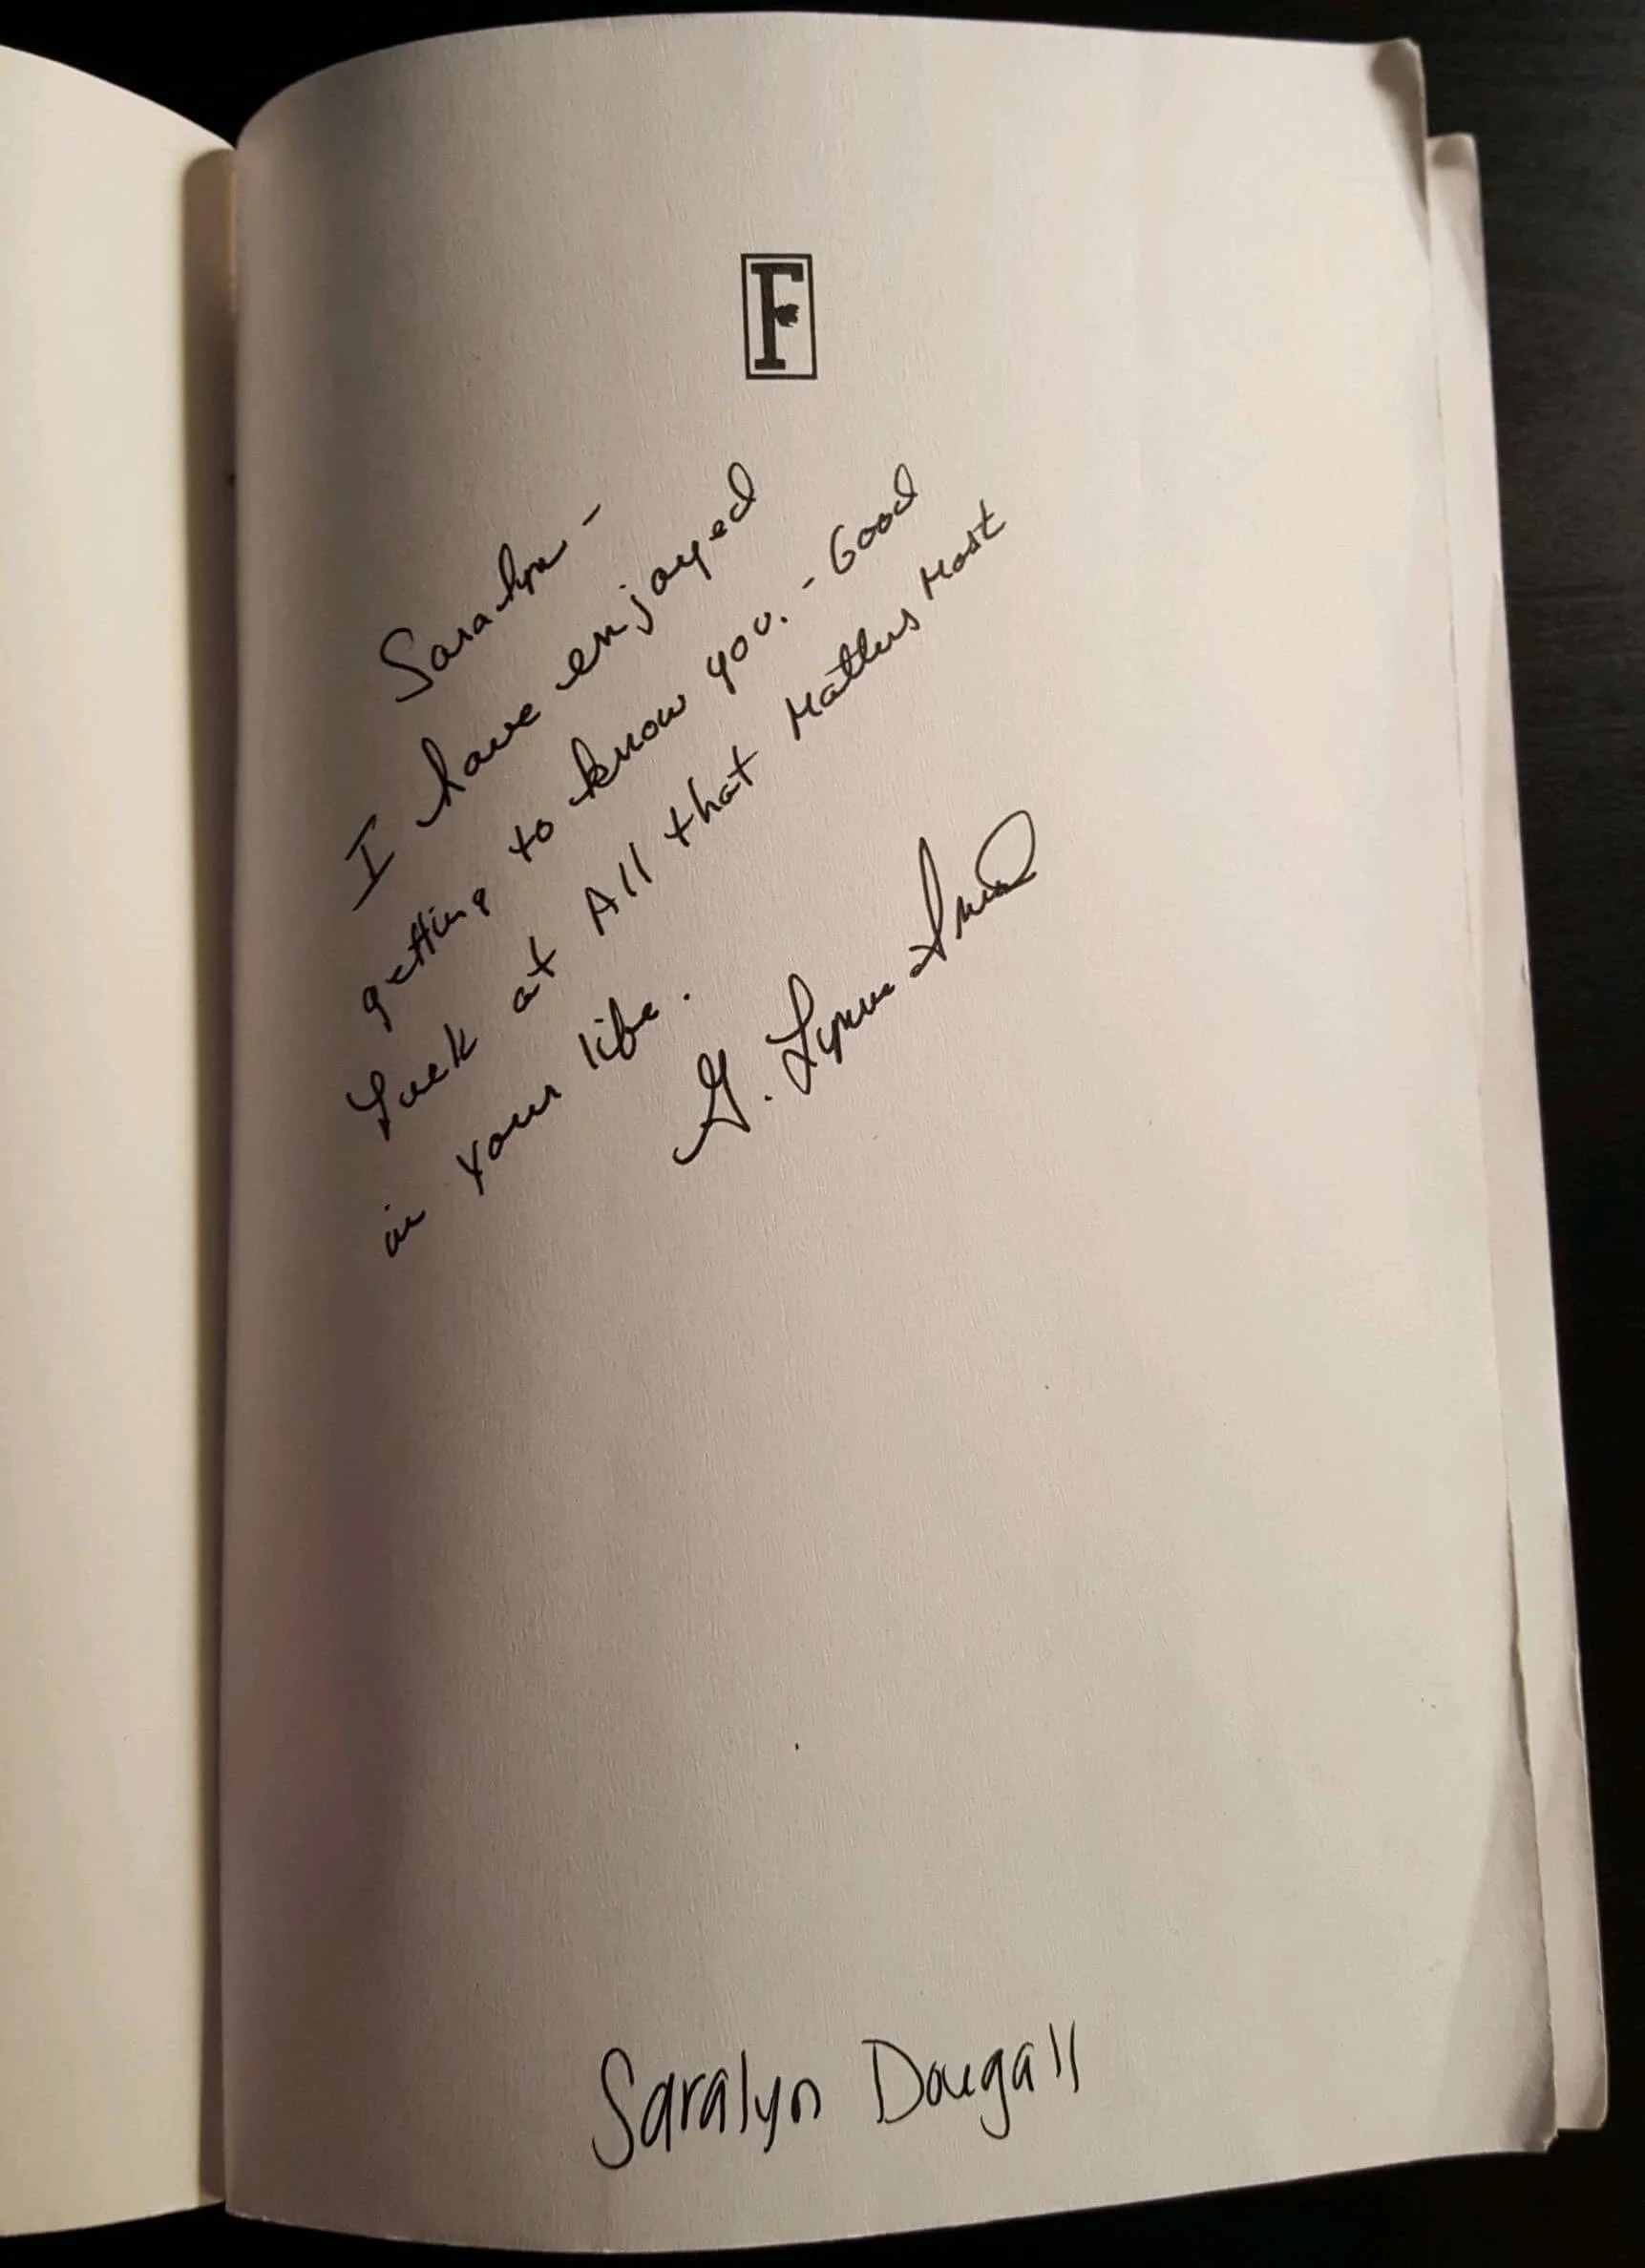 F
Saralyn -
I have enjoyed
getting to know you. - Good
Luck at All that Matters Most
in your life.
G. Lynne
Saralyn Dougall